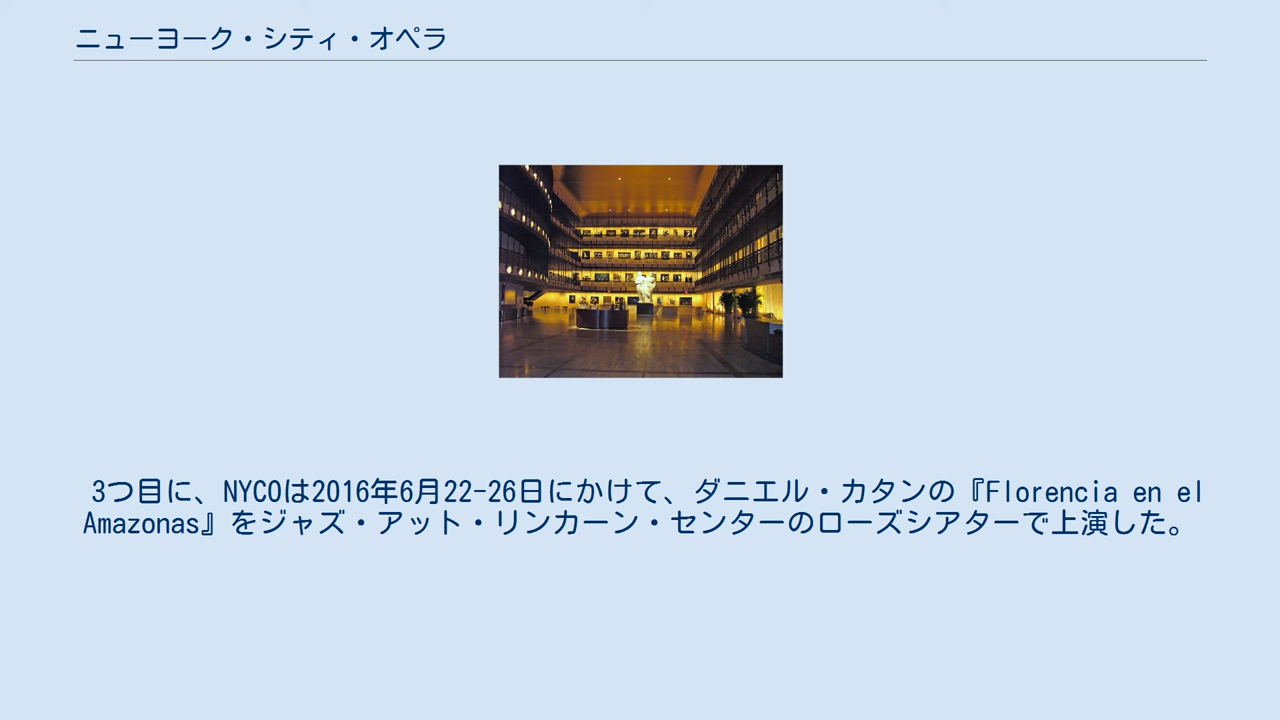 ニューヨーク・シティ・オペラ
3つ目に、NYCOは2016年6月22-26日にかけて、ダニエル・カタンの『Florencia en el
Amazonas』をジャズ・アット・リンカーン・センターのローズシアターで上演した。